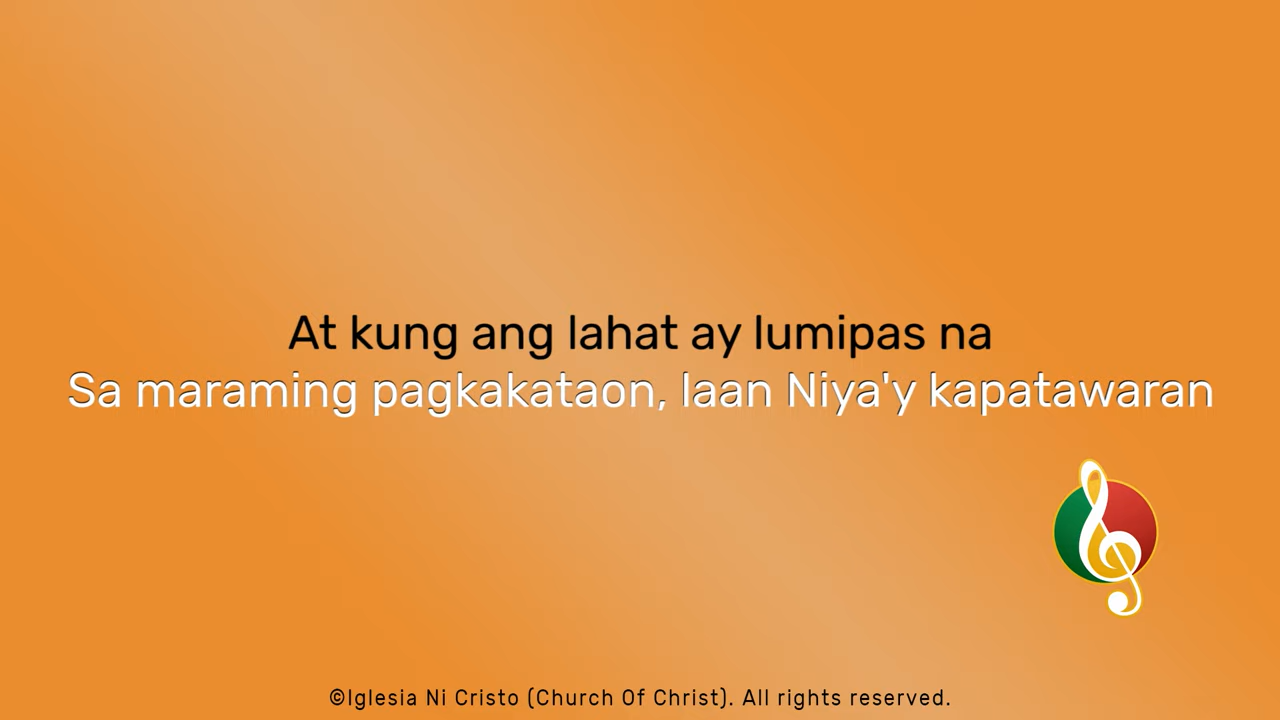 At kung ang lahat ay lumipas na
Sa maraming pagkakataon, laan Niya'y kapatawaran
©Iglesia Ni Cristo (Church Of Christ). All rights reserved.